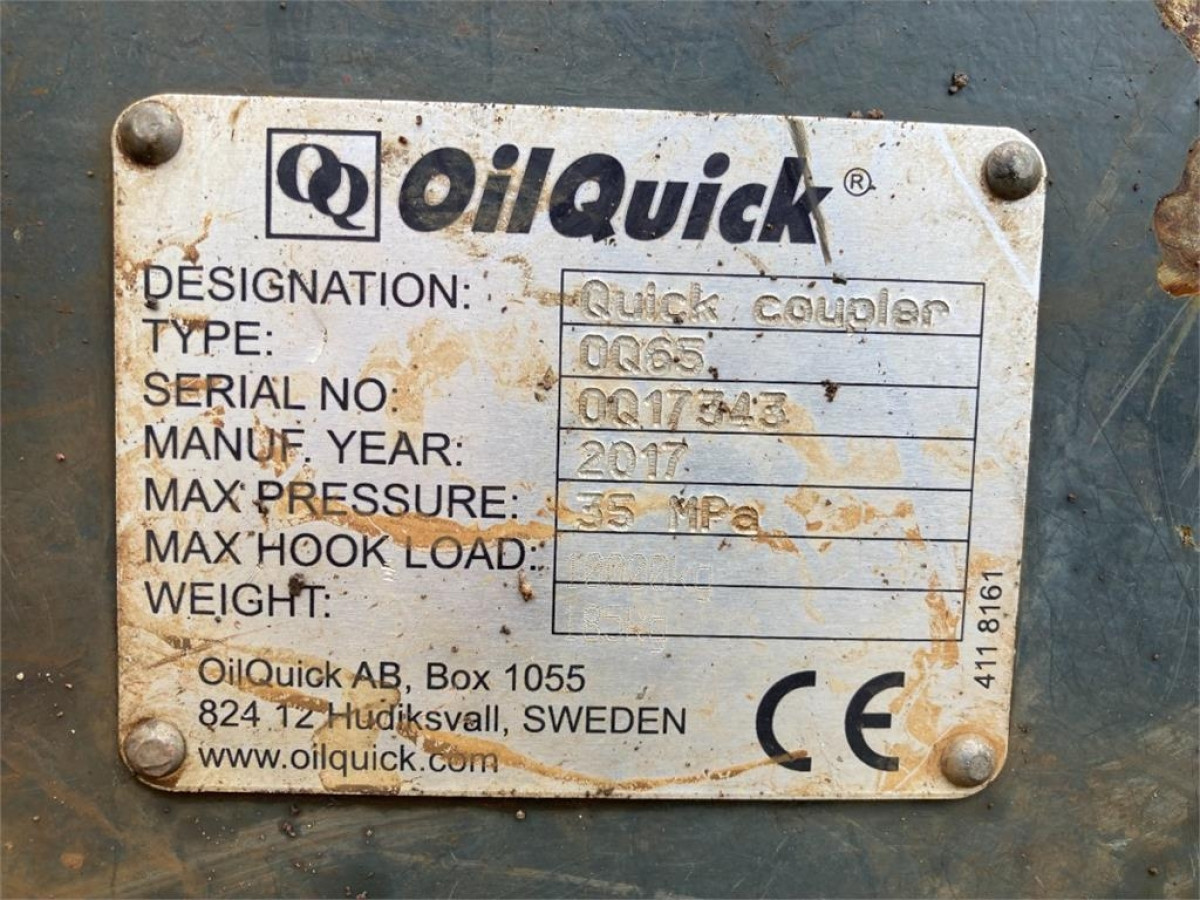 QQ OilQuick ®
DESIGNATION: Quick coupler
TYPE: OQ65
SERIAL NO: OQ17343
MANUF. YEAR: 2017
MAX PRESSURE: 35 MPa
MAX HOOK LOAD:
WEIGHT:
OilQuick AB, Box 1055
824 12 Hudiksvall, SWEDEN
www.oilquick.com
CE
411 8161